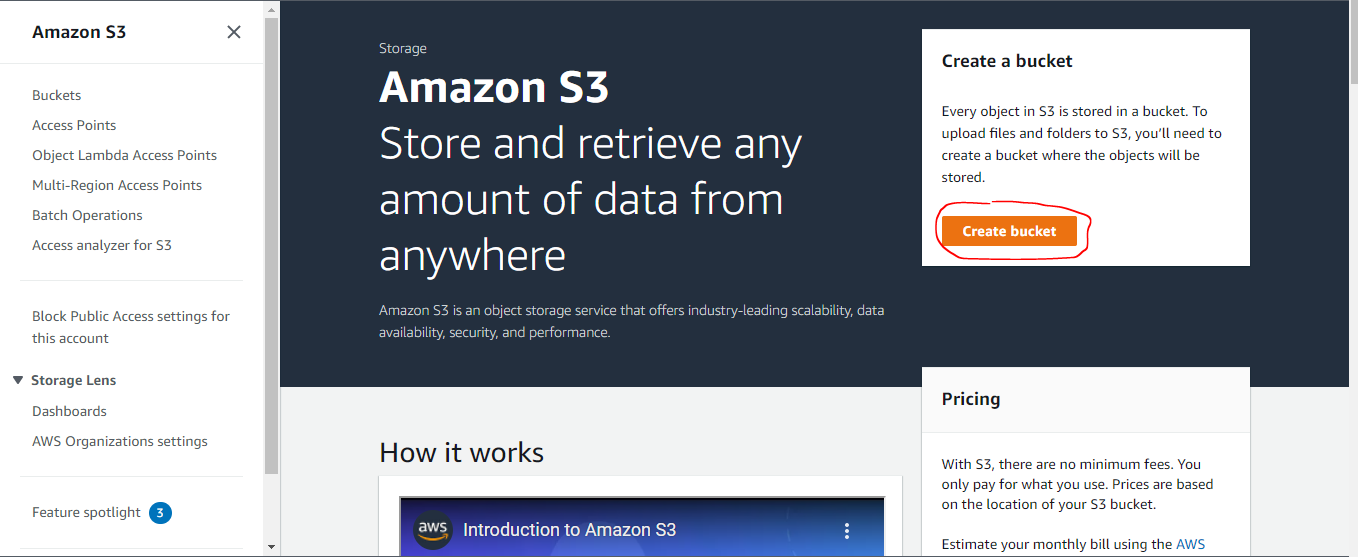 Amazon S3
Buckets
Access Points
Object Lambda Access Points
Multi-Region Access Points
Batch Operations
Access analyzer for S3
Block Public Access settings for
this account
Storage Lens
Dashboards
AWS Organizations settings
Feature spotlight 3
Storage
Amazon S3
Store and retrieve any
amount of data from
anywhere
Amazon S3 is an object storage service that offers industry-leading scalability, data
availability, security, and performance.
Create a bucket
Every object in S3 is stored in a bucket. To
upload files and folders to S3, you’ll need to
create a bucket where the objects will be
stored.
Create bucket
How it works
aws Introduction to Amazon S3
Pricing
With S3, there are no minimum fees. You
only pay for what you use. Prices are based
on the location of your S3 bucket.
Estimate your monthly bill using the AWS